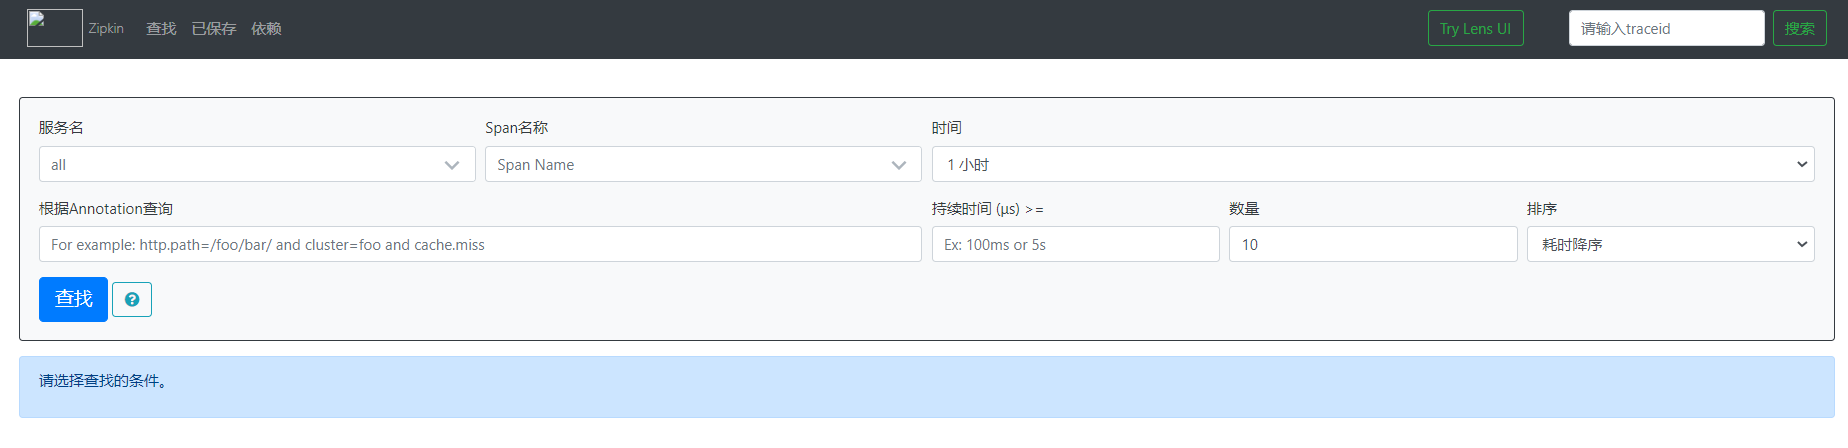 Zipkin 查找 已保存 依赖 Try Lens UI 请输入traceid 搜索
服务名 Span名称 时间
all Span Name 1 小时
根据Annotation查询 持续时间 (μs) >= 数量 排序
For example: http.path=/foo/bar/ and cluster=foo and cache.miss Ex: 100ms or 5s 10 耗时降序
查找 ?
请选择查找的条件。